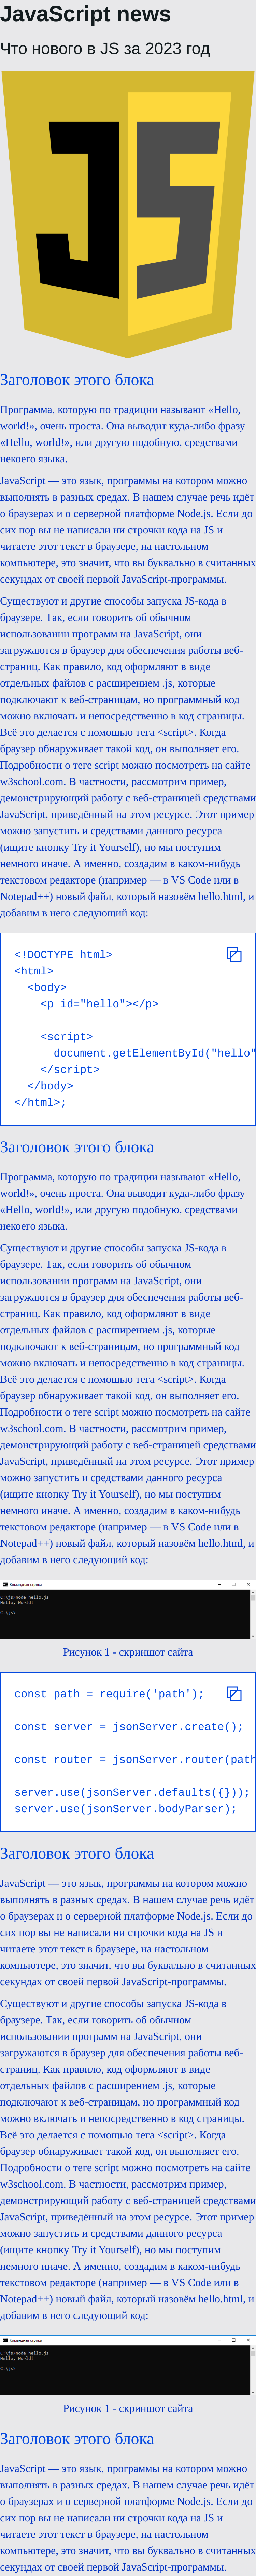 JavaScript news
Что нового в JS за 2023 год
JS
Заголовок этого блока
Программа, которую по традиции называют «Hello,
world!», очень проста. Она выводит куда-либо фразу
«Hello, world!», или другую подобную, средствами
некоего языка.
JavaScript — это язык, программы на котором можно
выполнять в разных средах. В нашем случае речь идёт
о браузерах и о серверной платформе Node.js. Если до
сих пор вы не написали ни строчки кода на JS и
читаете этот текст в браузере, на настольном
компьютере, это значит, что вы буквально в считанных
секундах от своей первой JavaScript-программы.
Существуют и другие способы запуска JS-кода в
браузере. Так, если говорить об обычном
использовании программ на JavaScript, они
загружаются в браузер для обеспечения работы веб-
страниц. Как правило, код оформляют в виде
отдельных файлов с расширением .js, которые
подключают к веб-страницам, но программный код
можно включать и непосредственно в код страницы.
Всё это делается с помощью тега <script>. Когда
браузер обнаруживает такой код, он выполняет его.
Подробности о теге script можно посмотреть на сайте
w3school.com. В частности, рассмотрим пример,
демонстрирующий работу с веб-страницей средствами
JavaScript, приведённый на этом ресурсе. Этот пример
можно запустить и средствами данного ресурса
(ищите кнопку Try it Yourself), но мы поступим
немного иначе. А именно, создадим в каком-нибудь
текстовом редакторе (например — в VS Code или в
Notepad++) новый файл, который назовём hello.html, и
добавим в него следующий код:
<!DOCTYPE html>
<html>
<body>
<p id="hello"></p>
<script>
document.getElementById("hello"
</script>
</body>
</html>;
Заголовок этого блока
Программа, которую по традиции называют «Hello,
world!», очень проста. Она выводит куда-либо фразу
«Hello, world!», или другую подобную, средствами
некоего языка.
Существуют и другие способы запуска JS-кода в
браузере. Так, если говорить об обычном
использовании программ на JavaScript, они
загружаются в браузер для обеспечения работы веб-
страниц. Как правило, код оформляют в виде
отдельных файлов с расширением .js, которые
подключают к веб-страницам, но программный код
можно включать и непосредственно в код страницы.
Всё это делается с помощью тега <script>. Когда
браузер обнаруживает такой код, он выполняет его.
Подробности о теге script можно посмотреть на сайте
w3school.com. В частности, рассмотрим пример,
демонстрирующий работу с веб-страницей средствами
JavaScript, приведённый на этом ресурсе. Этот пример
можно запустить и средствами данного ресурса
(ищите кнопку Try it Yourself), но мы поступим
немного иначе. А именно, создадим в каком-нибудь
текстовом редакторе (например — в VS Code или в
Notepad++) новый файл, который назовём hello.html, и
добавим в него следующий код:
Командная строка
C:\js>node hello.js
Hello, World!
C:\js>
Рисунок 1 - скриншот сайта
const path = require('path');
const server = jsonServer.create();
const router = jsonServer.router(path
server.use(jsonServer.defaults({}));
server.use(jsonServer.bodyParser);
Заголовок этого блока
JavaScript — это язык, программы на котором можно
выполнять в разных средах. В нашем случае речь идёт
о браузерах и о серверной платформе Node.js. Если до
сих пор вы не написали ни строчки кода на JS и
читаете этот текст в браузере, на настольном
компьютере, это значит, что вы буквально в считанных
секундах от своей первой JavaScript-программы.
Существуют и другие способы запуска JS-кода в
браузере. Так, если говорить об обычном
использовании программ на JavaScript, они
загружаются в браузер для обеспечения работы веб-
страниц. Как правило, код оформляют в виде
отдельных файлов с расширением .js, которые
подключают к веб-страницам, но программный код
можно включать и непосредственно в код страницы.
Всё это делается с помощью тега <script>. Когда
браузер обнаруживает такой код, он выполняет его.
Подробности о теге script можно посмотреть на сайте
w3school.com. В частности, рассмотрим пример,
демонстрирующий работу с веб-страницей средствами
JavaScript, приведённый на этом ресурсе. Этот пример
можно запустить и средствами данного ресурса
(ищите кнопку Try it Yourself), но мы поступим
немного иначе. А именно, создадим в каком-нибудь
текстовом редакторе (например — в VS Code или в
Notepad++) новый файл, который назовём hello.html, и
добавим в него следующий код:
Командная строка
C:\js>node hello.js
Hello, World!
C:\js>
Рисунок 1 - скриншот сайта
Заголовок этого блока
JavaScript — это язык, программы на котором можно
выполнять в разных средах. В нашем случае речь идёт
о браузерах и о серверной платформе Node.js. Если до
сих пор вы не написали ни строчки кода на JS и
читаете этот текст в браузере, на настольном
компьютере, это значит, что вы буквально в считанных
секундах от своей первой JavaScript-программы.